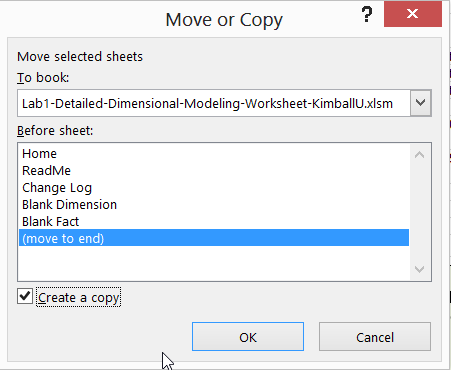 Move or Copy
?
Move selected sheets
To book:
Lab1-Detailed-Dimensional-Modeling-Worksheet-KimballU.xlsm
Before sheet:
Home
ReadMe
Change Log
Blank Dimension
Blank Fact
(move to end)
Create a copy
OK
Cancel